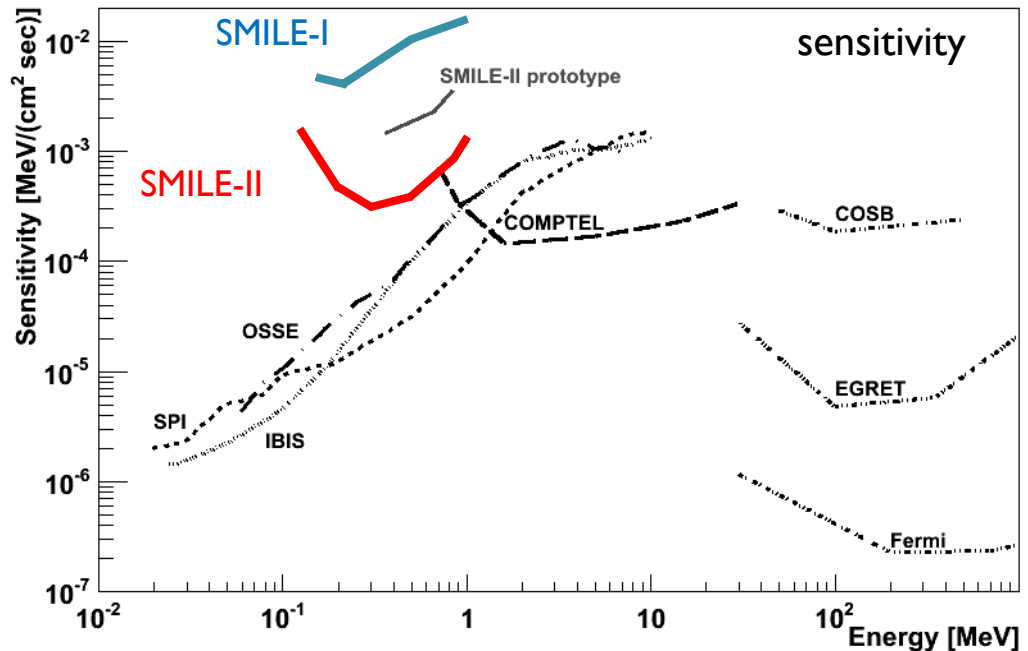 Sensitivity [MeV/(cm² sec)]
10⁻²
10⁻³
10⁻⁴
10⁻⁵
10⁻⁶
10⁻⁷
SMILE-I
sensitivity
SMILE-II prototype
SMILE-II
COMPTEL
COSB
OSSE
EGRET
SPI
IBIS
Fermi
10⁻²
10⁻¹
1
10
10²
Energy [MeV]